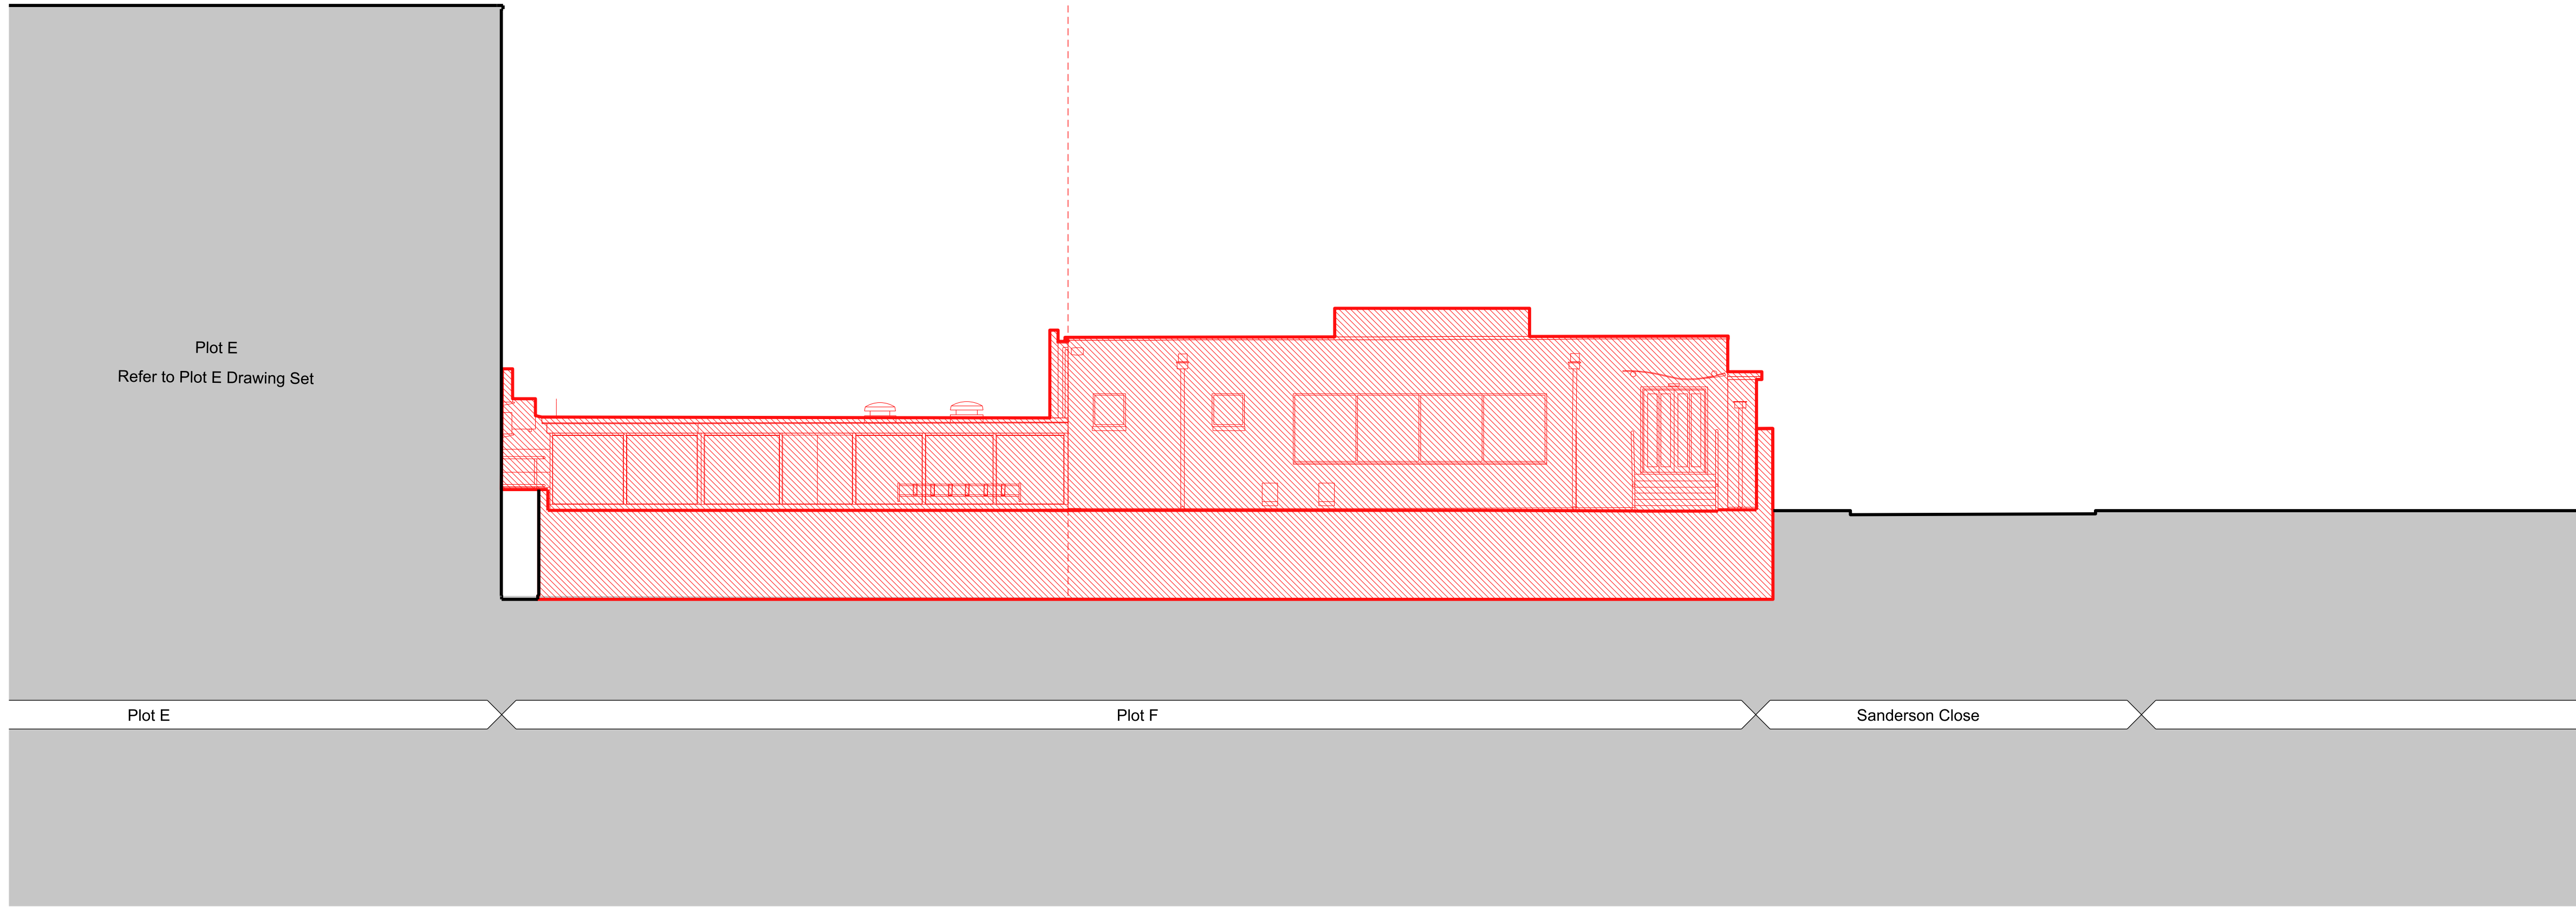 Plot E
Refer to Plot E Drawing Set
Plot E
Plot F
Sanderson Close